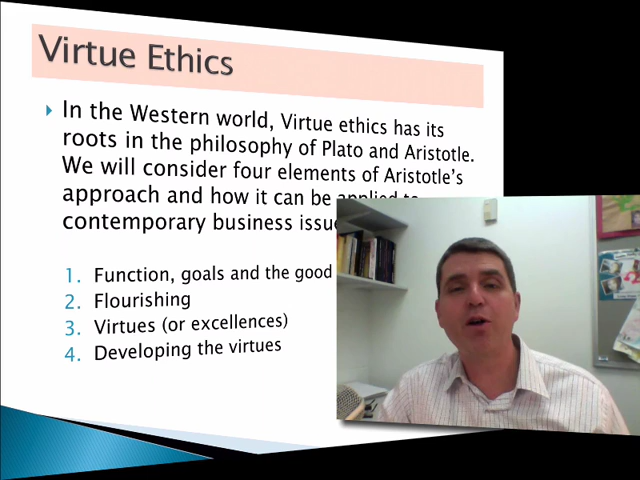 Virtue Ethics
In the Western world, Virtue ethics has its
roots in the philosophy of Plato and Aristotle.
We will consider four elements of Aristotle's
approach and how it can be applied to
contemporary business
1. Function, goals and the good
2. Flourishing
3. Virtues (or excellences)
4. Developing the virtues